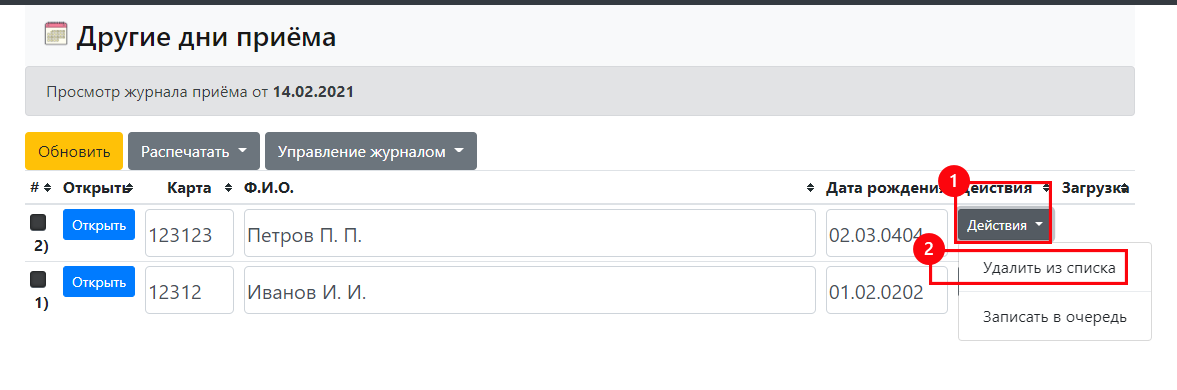 Другие дни приёма
Просмотр журнала приёма от 14.02.2021
Обновить Распечатать Управление журналом
# Открыть Карта Ф.И.О. Дата рождения Действия Загрузка
1
Открыть 123123 Петров П. П. 02.03.0404 Действия
2)
2 Удалить из списка
Открыть 12312 Иванов И. И. 01.02.0202
1)
Записать в очередь